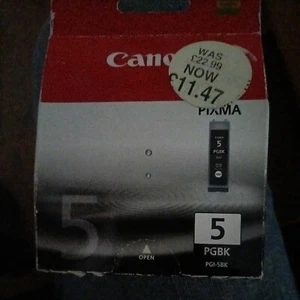 Canon
WAS
£22.99
NOW
£11.47
PIXMA
5
PGBK
5
OPEN
5
PGBK
PGI-5BK